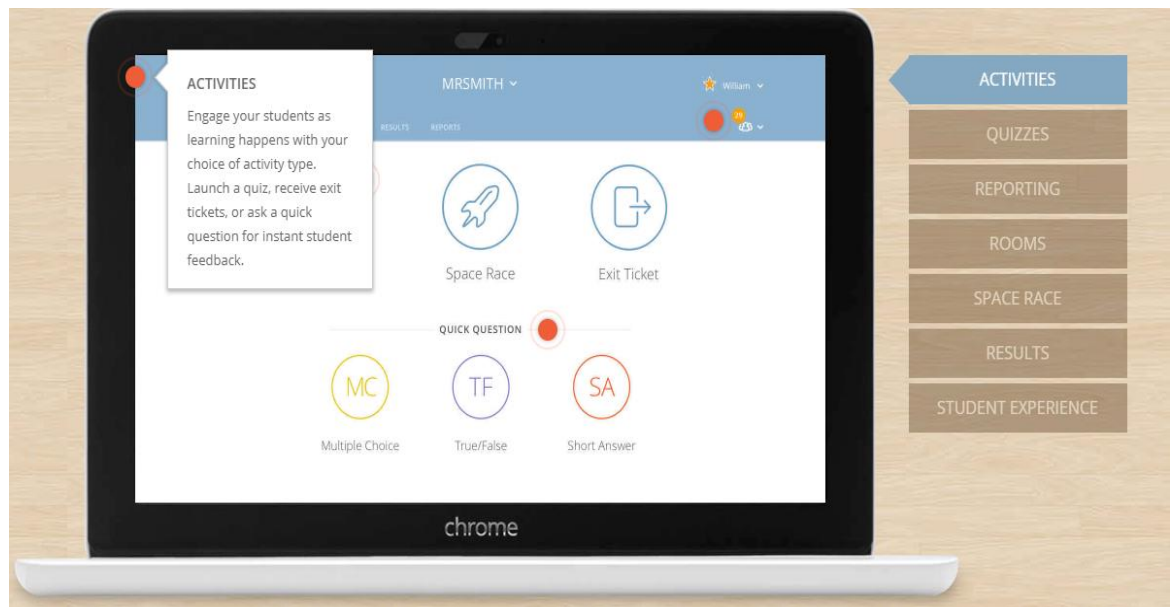 ACTIVITIES
Engage your students as
learning happens with your
choice of activity type.
Launch a quiz, receive exit
tickets, or ask a quick
question for instant student
feedback.
MRSMITH
William
29
RESULTS
REPORTS
Space Race
Exit Ticket
QUICK QUESTION
MC
TF
SA
Multiple Choice
True/False
Short Answer
chrome
ACTIVITIES
QUIZZES
REPORTING
ROOMS
SPACE RACE
RESULTS
STUDENT EXPERIENCE